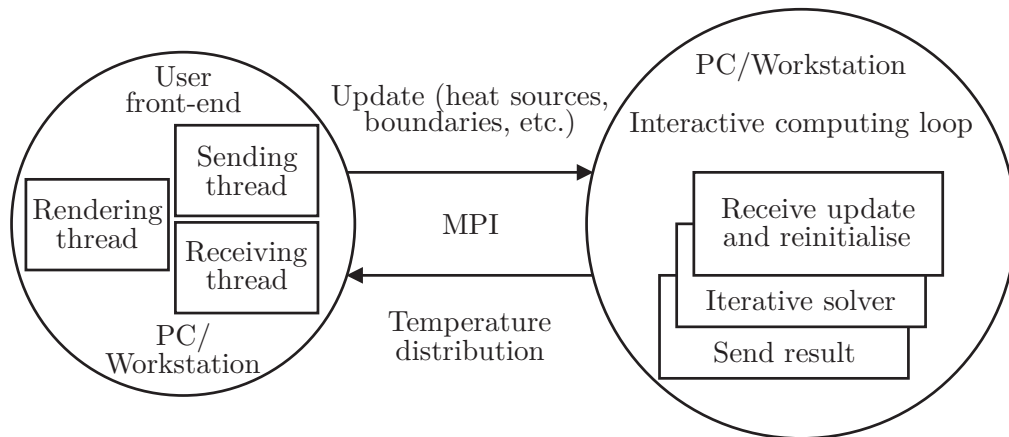 User
front-end
Sending
thread
Rendering
thread
Receiving
thread
PC/
Workstation
Update (heat sources,
boundaries, etc.)
MPI
Temperature
distribution
PC/Workstation
Interactive computing loop
Receive update
and reinitialise
Iterative solver
Send result